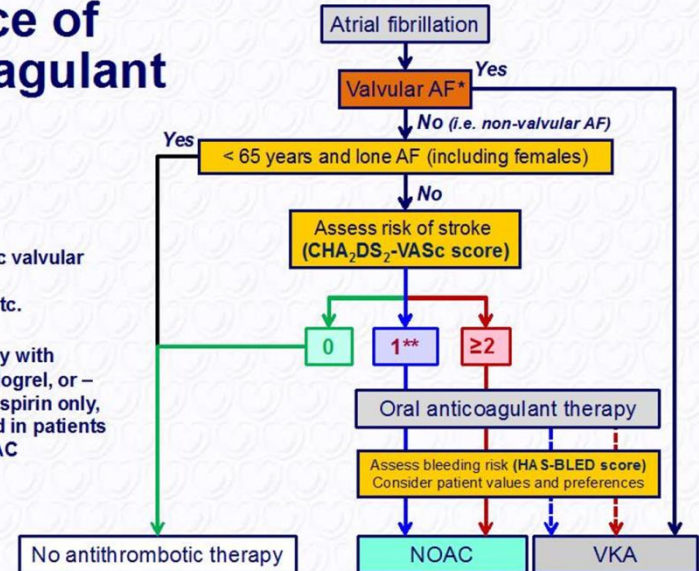 ce of
agulant
Atrial fibrillation
Valvular AF*
Yes
No (i.e. non-valvular AF)
Yes
< 65 years and lone AF (including females)
No
Assess risk of stroke
(CHA₂DS₂-VASc score)
c valvular
tc.
0
1**
≥2
y with
logrel, or –
spirin only,
d in patients
AC
Oral anticoagulant therapy
Assess bleeding risk (HAS-BLED score)
Consider patient values and preferences
No antithrombotic therapy
NOAC
VKA